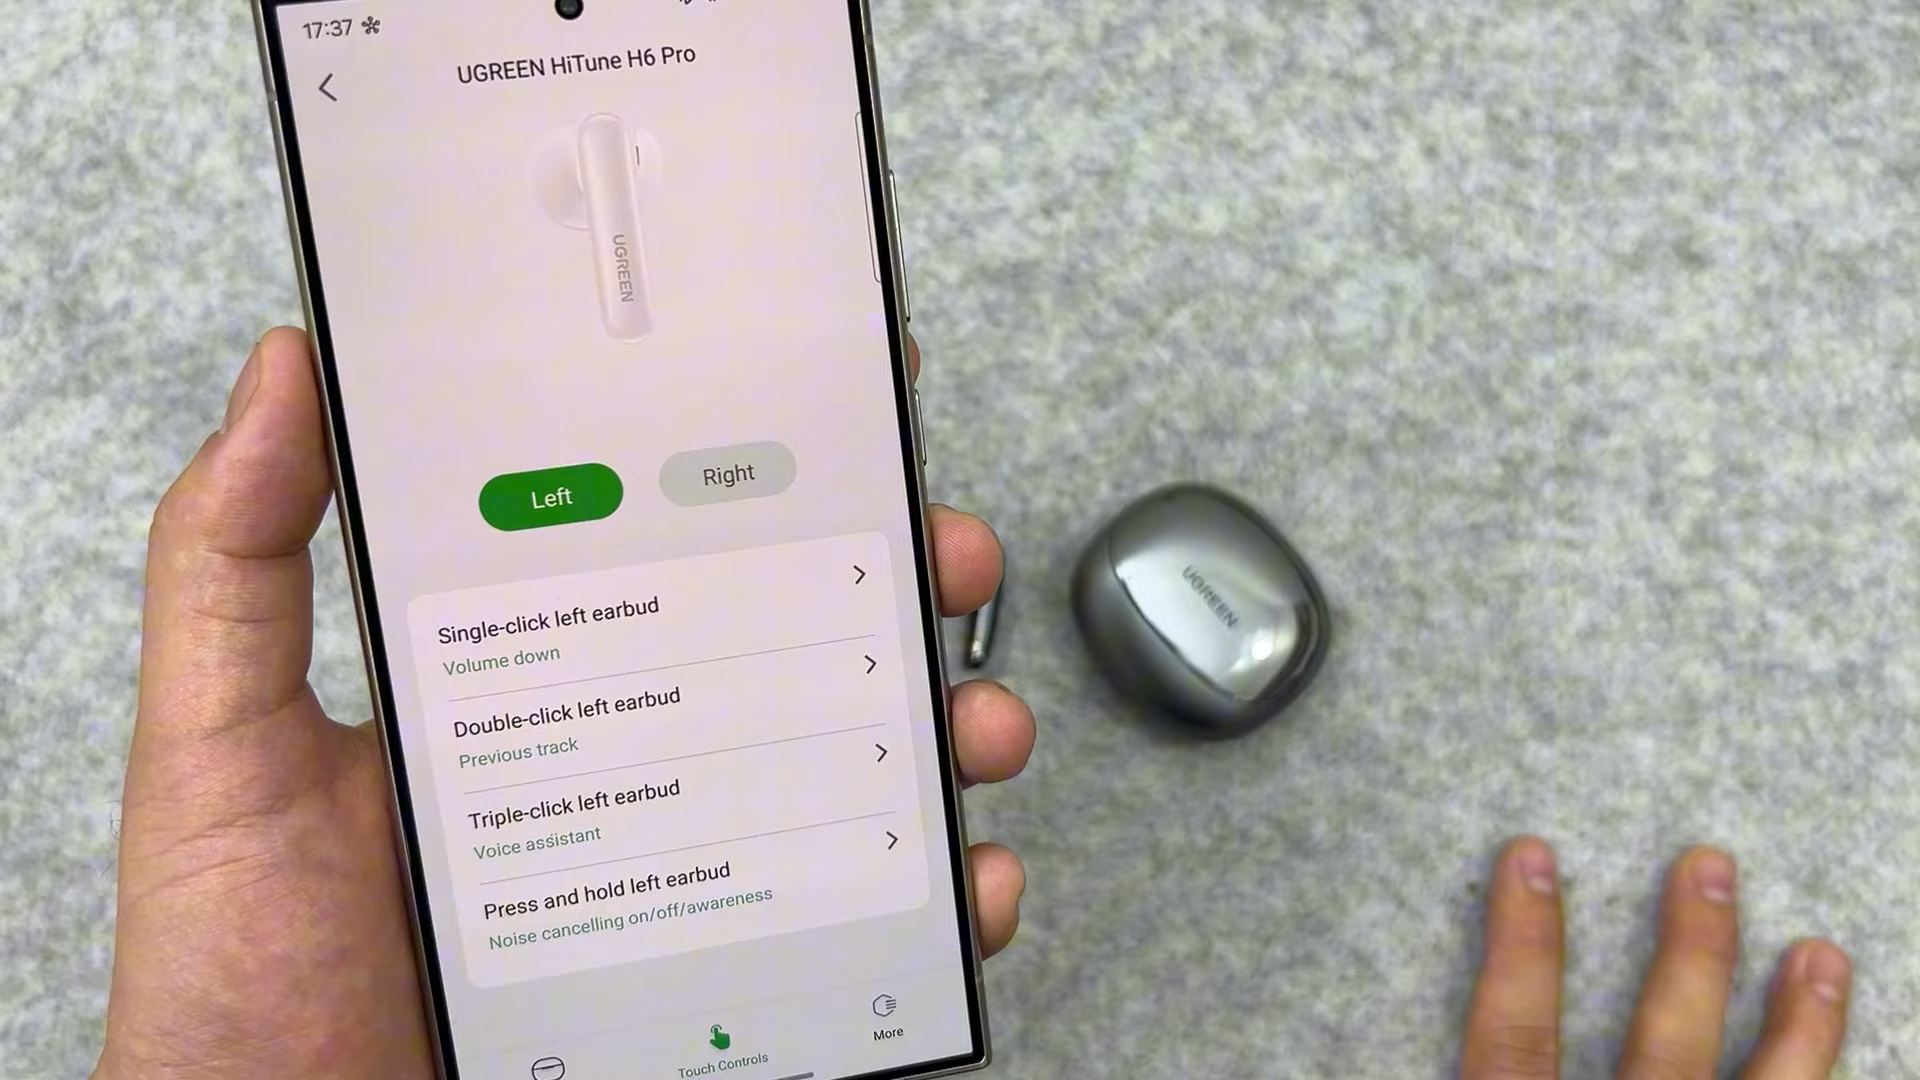 17:37
UGREEN HiTune H6 Pro
UGREEN
Left
Right
Single-click left earbud
Volume down
Double-click left earbud
Previous track
Triple-click left earbud
Voice assistant
Press and hold left earbud
Noise cancelling on/off/awareness
Touch Controls
More
UGREEN